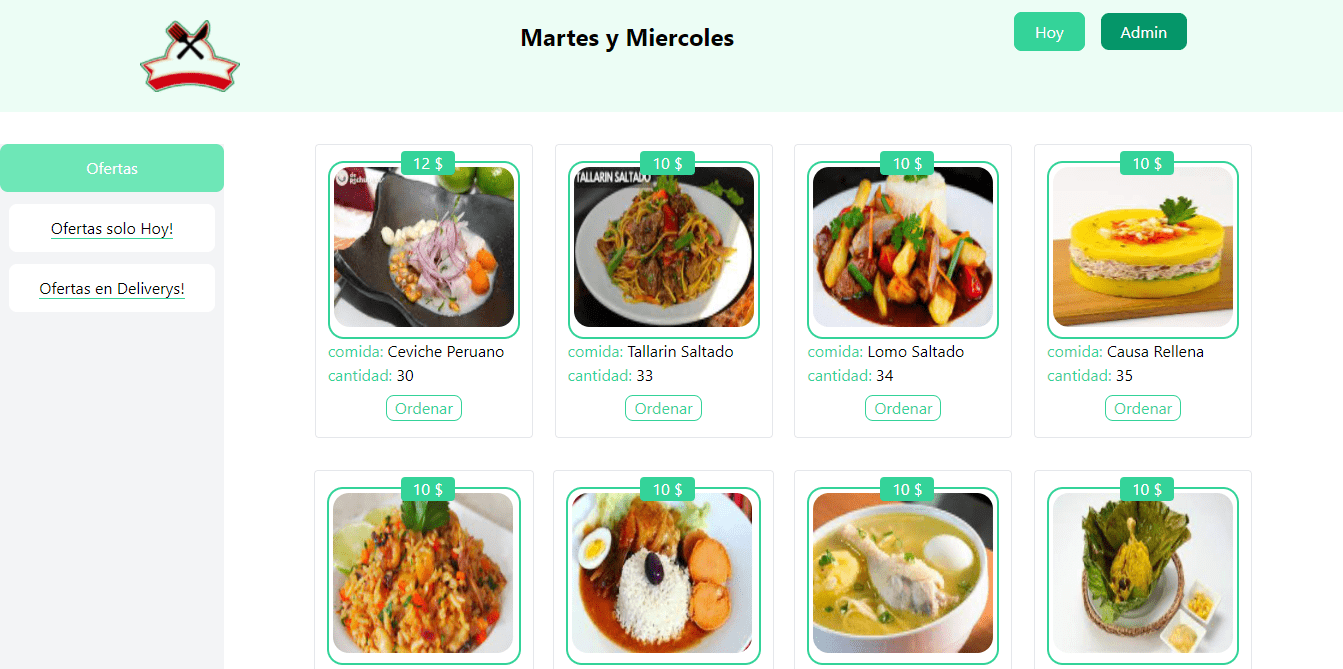 Martes y Miercoles
Hoy
Admin
Ofertas
Ofertas solo Hoy!
Ofertas en Deliverys!
12 $
comida: Ceviche Peruano
cantidad: 30
Ordenar
10 $
TALLARIN SALTADO
comida: Tallarin Saltado
cantidad: 33
Ordenar
10 $
comida: Lomo Saltado
cantidad: 34
Ordenar
10 $
comida: Causa Rellena
cantidad: 35
Ordenar
10 $
10 $
10 $
10 $